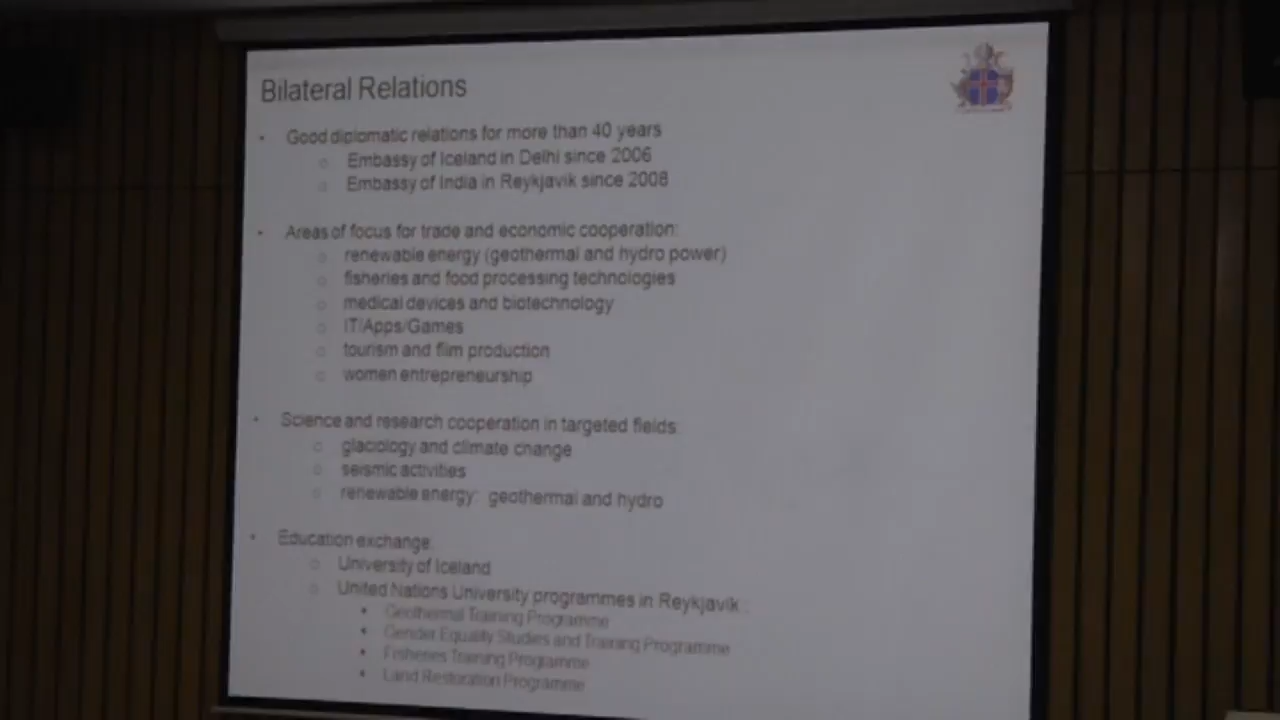 Bilateral Relations
• Good diplomatic relations for more than 40 years
o Embassy of Iceland in Delhi since 2006
o Embassy of India in Reykjavik since 2008
• Areas of focus for trade and economic cooperation:
o renewable energy (geothermal and hydro power)
o fisheries and food processing technologies
o medical devices and biotechnology
o IT/Apps/Games
o tourism and film production
o women entrepreneurship
• Science and research cooperation in targeted fields:
o glaciology and climate change
o seismic activities
o renewable energy: geothermal and hydro
• Education exchange:
o University of Iceland
o United Nations University programmes in Reykjavík :
• Geothermal Training Programme
• Gender Equality Studies and Training Programme
• Fisheries Training Programme
• Land Restoration Programme